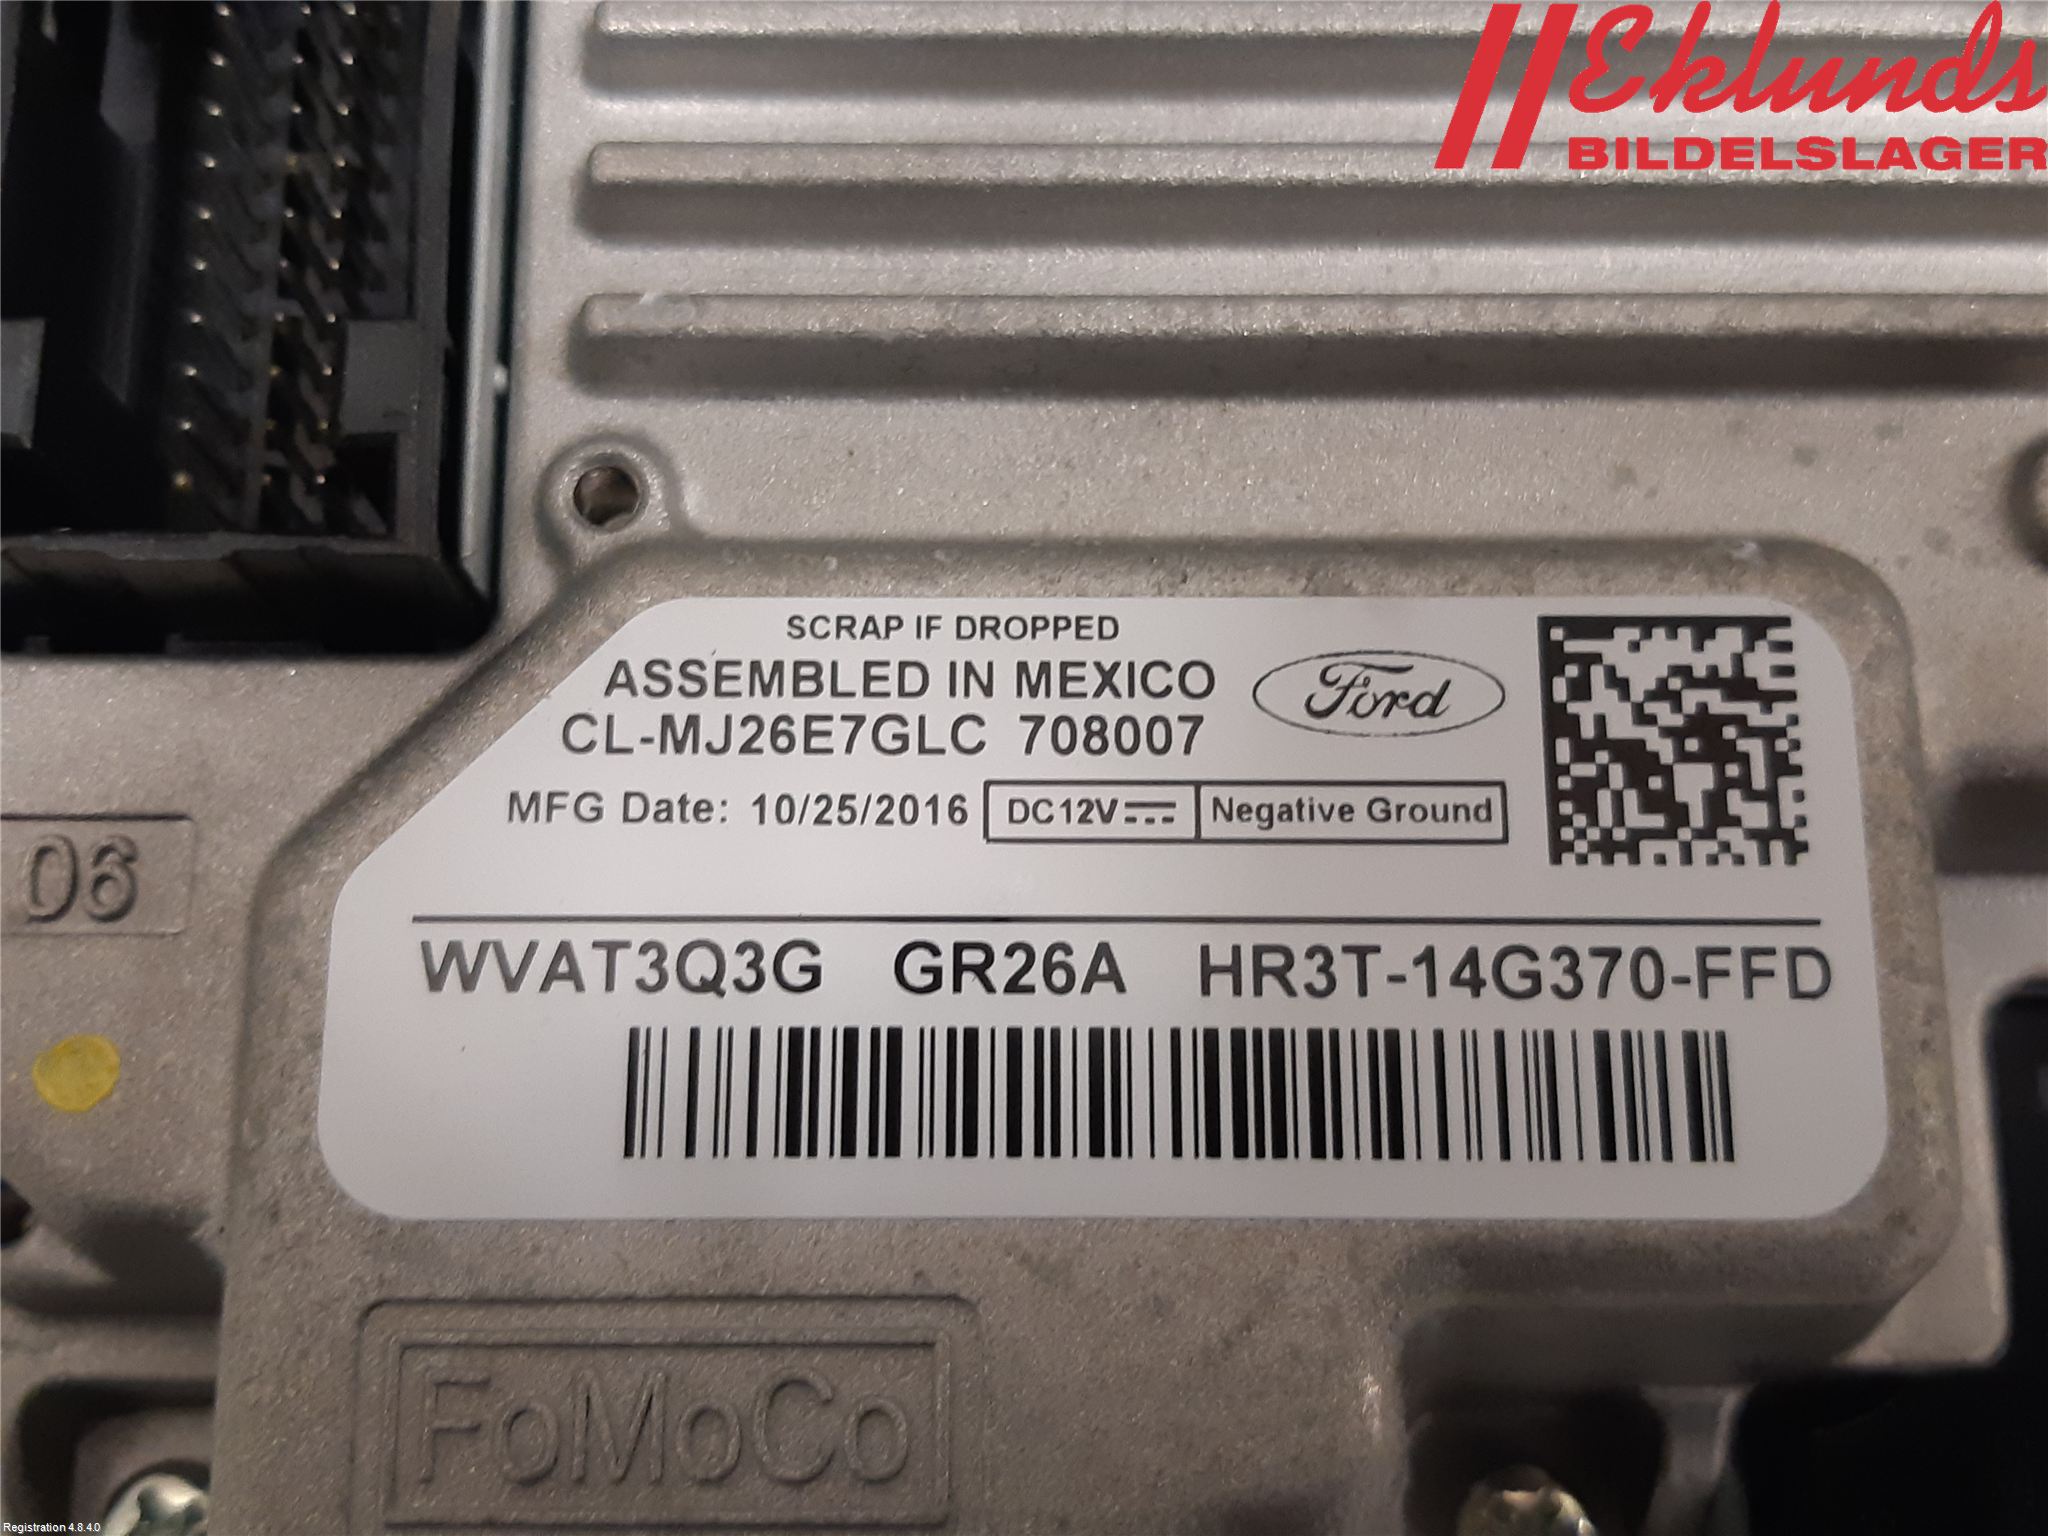 Eklunds
BILDELSLAGER
SCRAP IF DROPPED
ASSEMBLED IN MEXICO
CL-MJ26E7GLC 708007
Ford
MFG Date: 10/25/2016 DC12V⎓ Negative Ground
06
WVAT3Q3G GR26A HR3T-14G370-FFD
FoMoCo
Registration 4.8.4.0